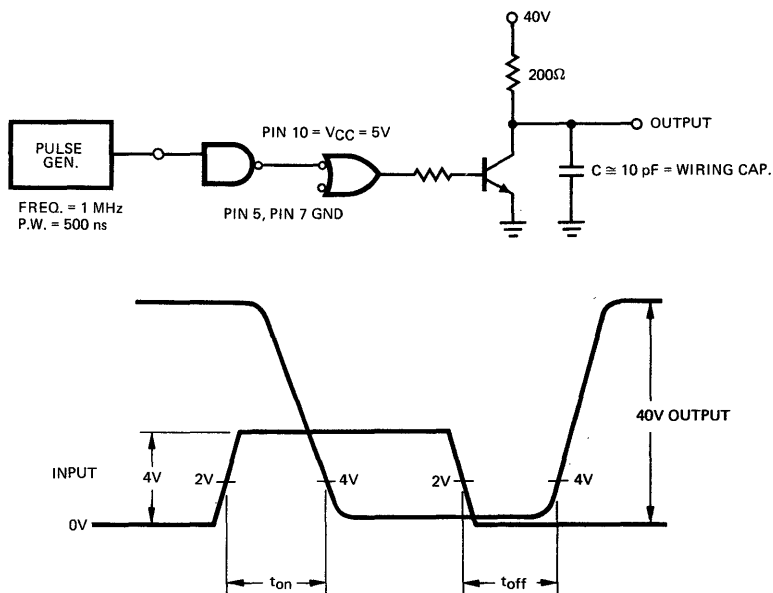 40V
200Ω
OUTPUT
PIN 10 = VCC = 5V
PULSE
GEN.
C ≅ 10 pF = WIRING CAP.
FREQ. = 1 MHz
P.W. = 500 ns
PIN 5, PIN 7 GND
40V OUTPUT
INPUT
4V
2V
4V
2V
4V
0V
ton
toff